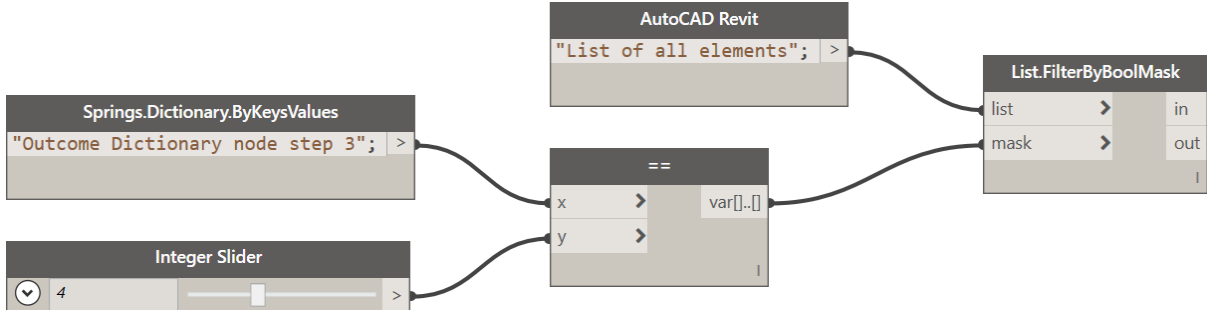 AutoCAD Revit
"List of all elements"; >
List.FilterByBoolMask
list > in
mask > out
l
Springs.Dictionary.ByKeysValues
"Outcome Dictionary node step 3"; >
==
x > var[]..[]
y >
l
Integer Slider
4 >